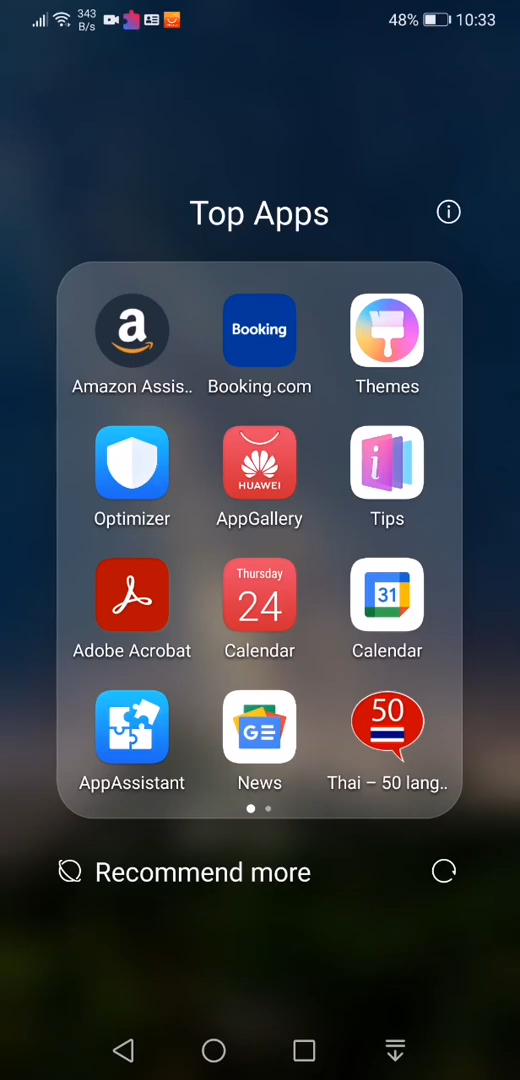 343
B/s
48% 10:33
Top Apps
a
Booking
Amazon Assis.. Booking.com Themes
HUAWEI
i
Optimizer AppGallery Tips
Thursday
24
31
Adobe Acrobat Calendar Calendar
G
50
AppAssistant News Thai – 50 lang..
Recommend more